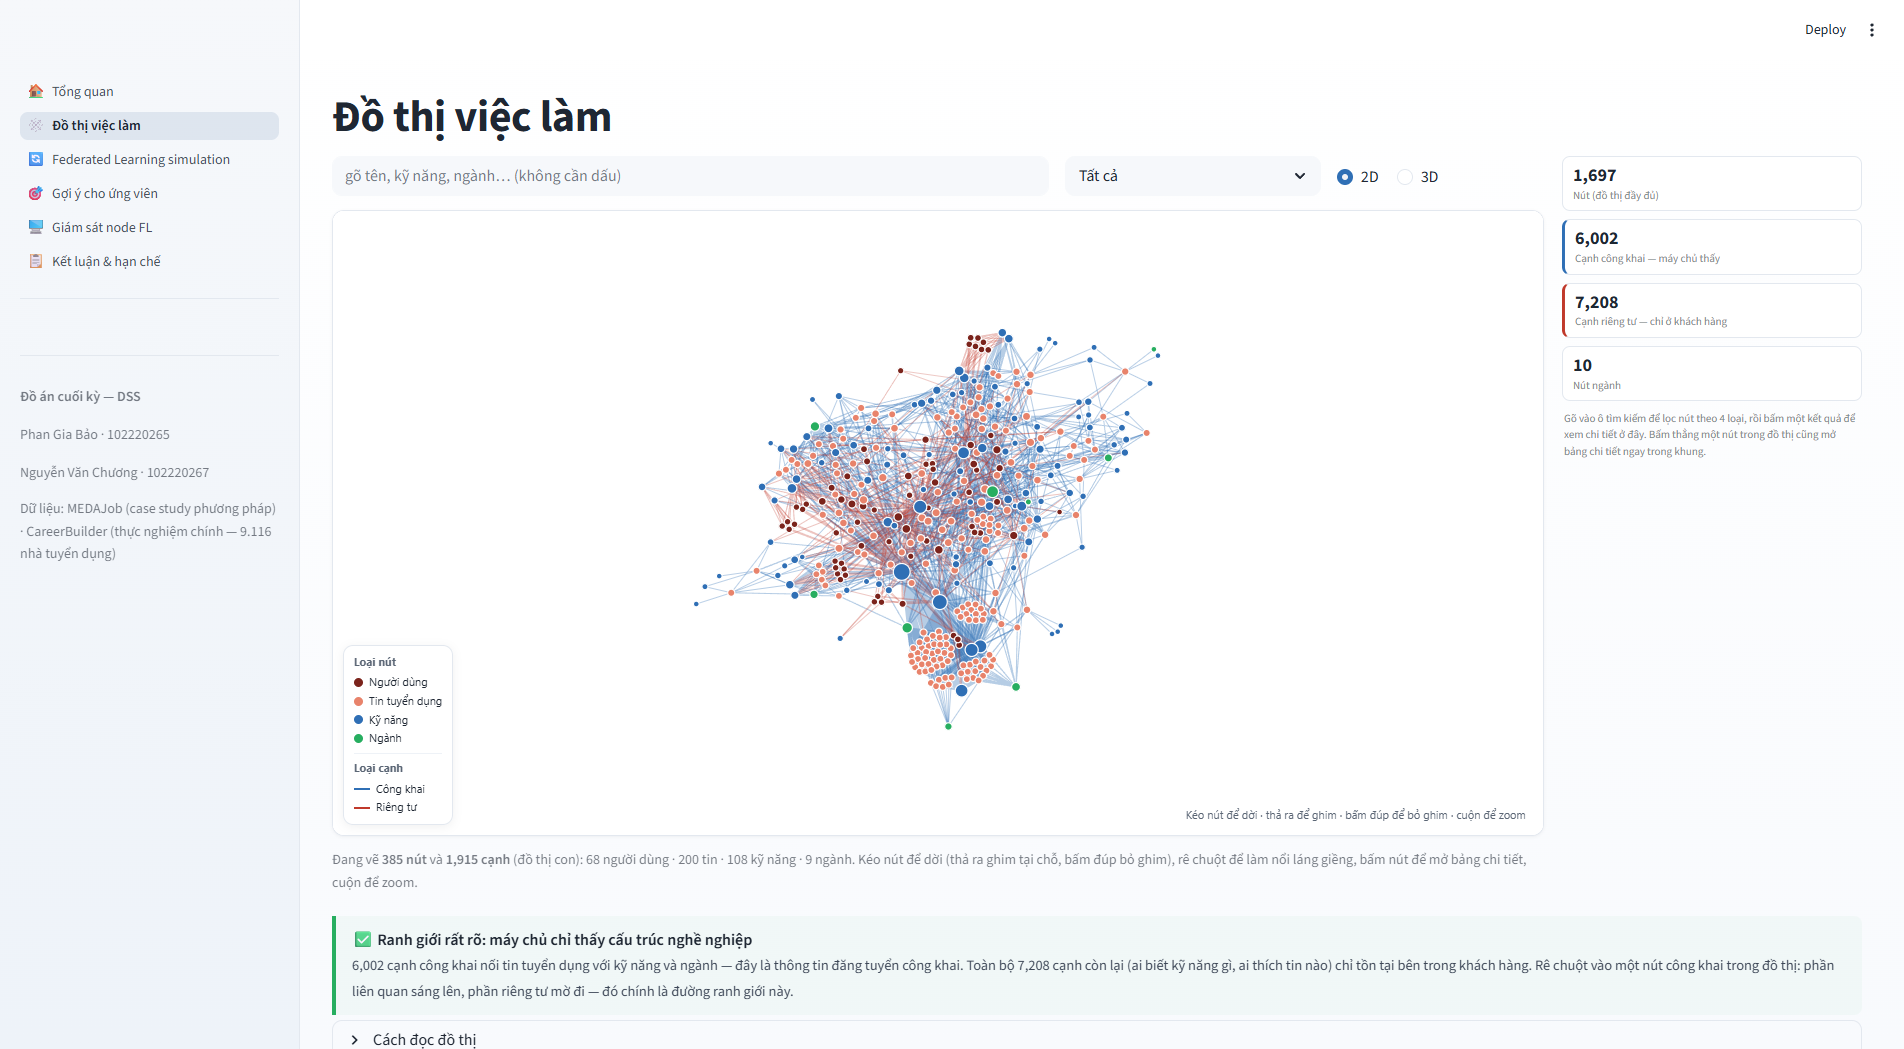 Deploy
Tổng quan
Đồ thị việc làm
Federated Learning simulation
Gợi ý cho ứng viên
Giám sát node FL
Kết luận & hạn chế
Đồ án cuối kỳ — DSS
Phan Gia Bảo · 102220265
Nguyễn Văn Chương · 102220267
Dữ liệu: MEDAJob (case study phương pháp)
· CareerBuilder (thực nghiệm chính — 9.116
nhà tuyển dụng)
Đồ thị việc làm
gõ tên, kỹ năng, ngành… (không cần dấu)
Tất cả
2D
3D
1,697
Nút (đồ thị đầy đủ)
6,002
Cạnh công khai — máy chủ thấy
7,208
Cạnh riêng tư — chỉ ở khách hàng
10
Nút ngành
Gõ vào ô tìm kiếm để lọc nút theo 4 loại, rồi bấm một kết quả để
xem chi tiết ở đây. Bấm thẳng một nút trong đồ thị cũng mở
bảng chi tiết ngay trong khung.
Loại nút
Người dùng
Tin tuyển dụng
Kỹ năng
Ngành
Loại cạnh
Công khai
Riêng tư
Kéo nút để dời · thả ra để ghim · bấm đúp để bỏ ghim · cuộn để zoom
Đang vẽ 385 nút và 1,915 cạnh (đồ thị con): 68 người dùng · 200 tin · 108 kỹ năng · 9 ngành. Kéo nút để dời (thả ra ghim tại chỗ, bấm đúp bỏ ghim), rê chuột để làm nổi láng giềng, bấm nút để mở bảng chi tiết,
cuộn để zoom.
Ranh giới rất rõ: máy chủ chỉ thấy cấu trúc nghề nghiệp
6,002 cạnh công khai nối tin tuyển dụng với kỹ năng và ngành — đây là thông tin đăng tuyển công khai. Toàn bộ 7,208 cạnh còn lại (ai biết kỹ năng gì, ai thích tin nào) chỉ tồn tại bên trong khách hàng. Rê chuột vào một nút công khai trong đồ thị: phần
liên quan sáng lên, phần riêng tư mờ đi — đó chính là đường ranh giới này.
Cách đọc đồ thị